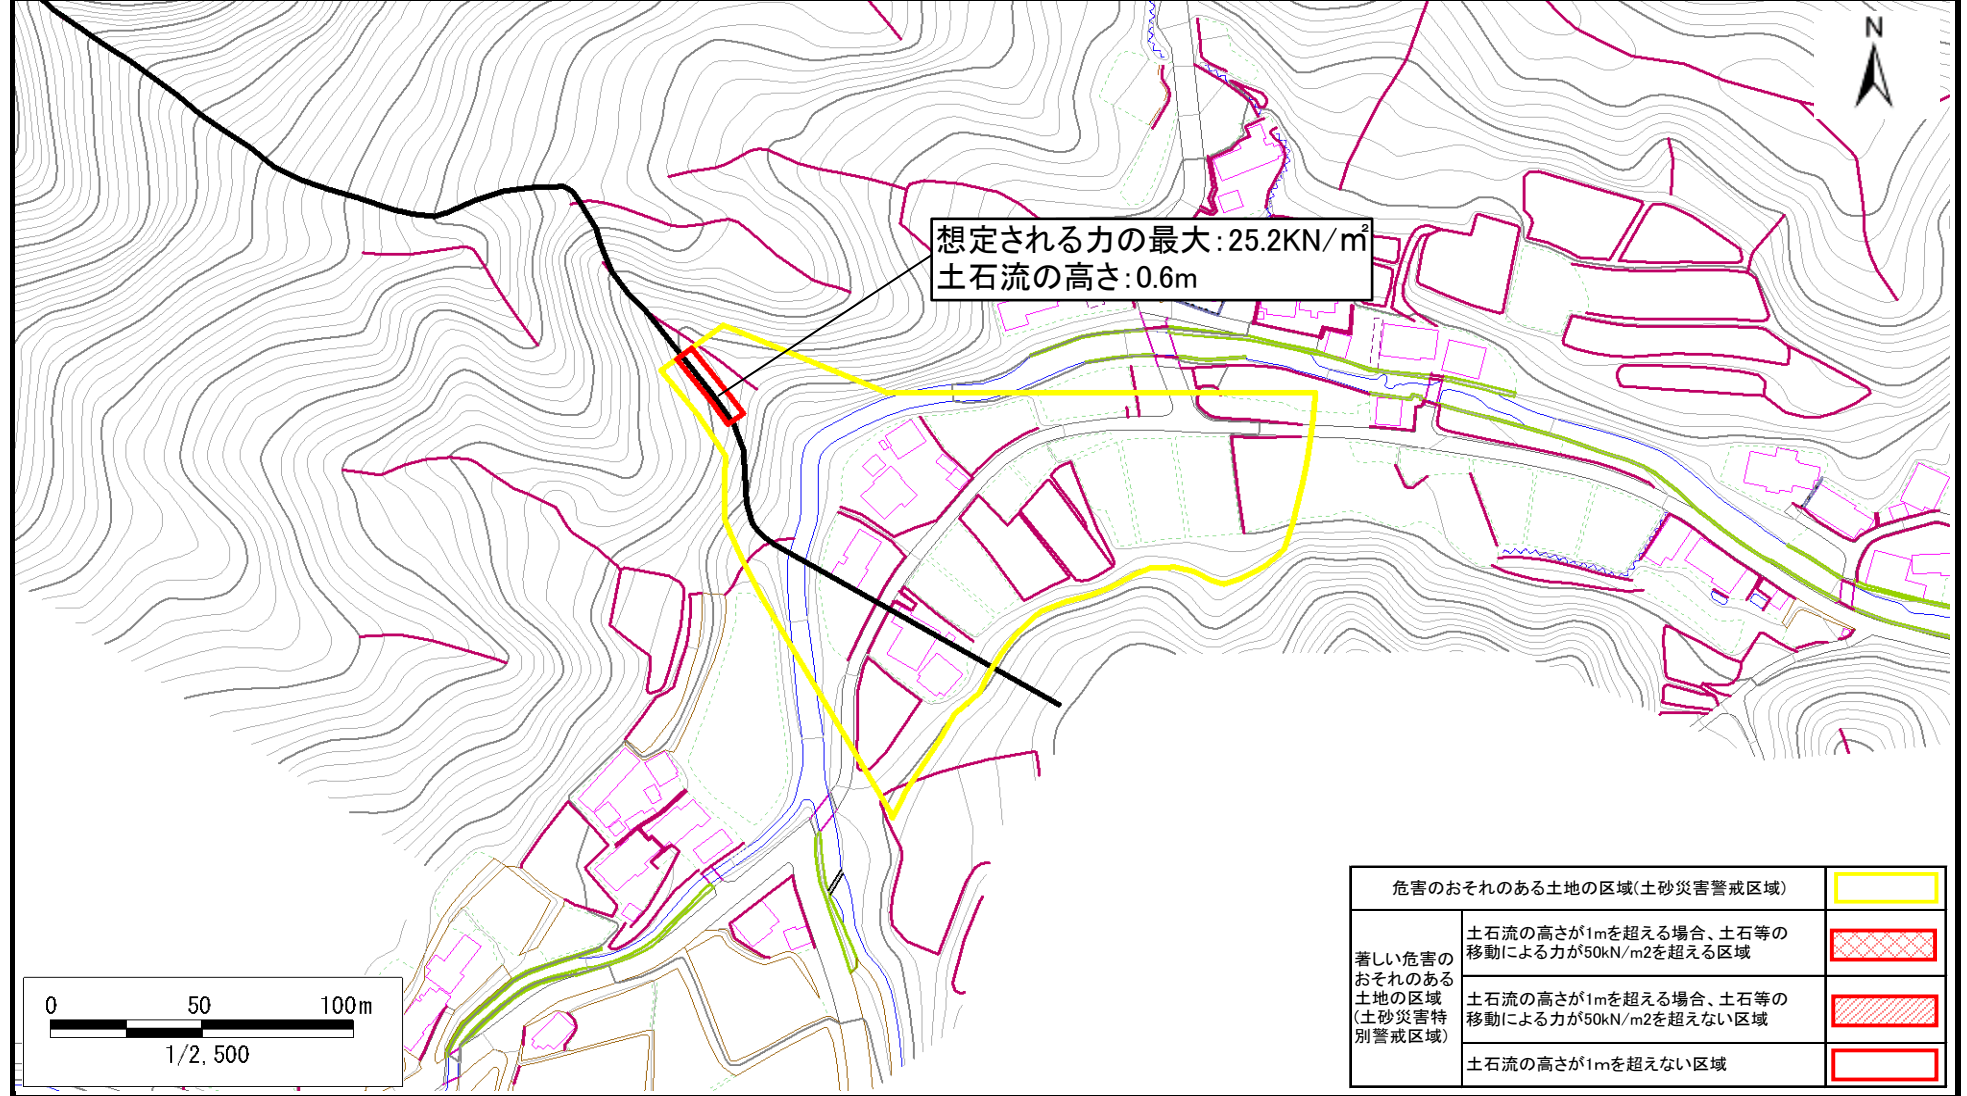 N
想定される力の最大:25.2KN/㎡
土石流の高さ:0.6m
危害のおそれのある土地の区域(土砂災害警戒区域)
著しい危害の
おそれのある
土地の区域
(土砂災害特
別警戒区域)
土石流の高さが1mを超える場合、土石等の
移動による力が50kN/m2を超える区域
土石流の高さが1mを超える場合、土石等の
移動による力が50kN/m2を超えない区域
土石流の高さが1mを超えない区域
0 50 100m
1/2,500